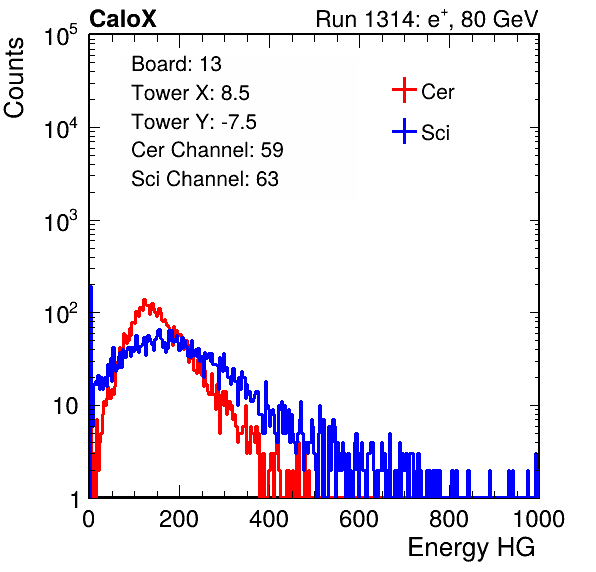 CaloX Run 1314: e⁺, 80 GeV
Counts
10⁵
10⁴
10³
10²
10
1
Board: 13
Tower X: 8.5
Tower Y: -7.5
Cer Channel: 59
Sci Channel: 63
Cer
Sci
0 200 400 600 800 1000
Energy HG